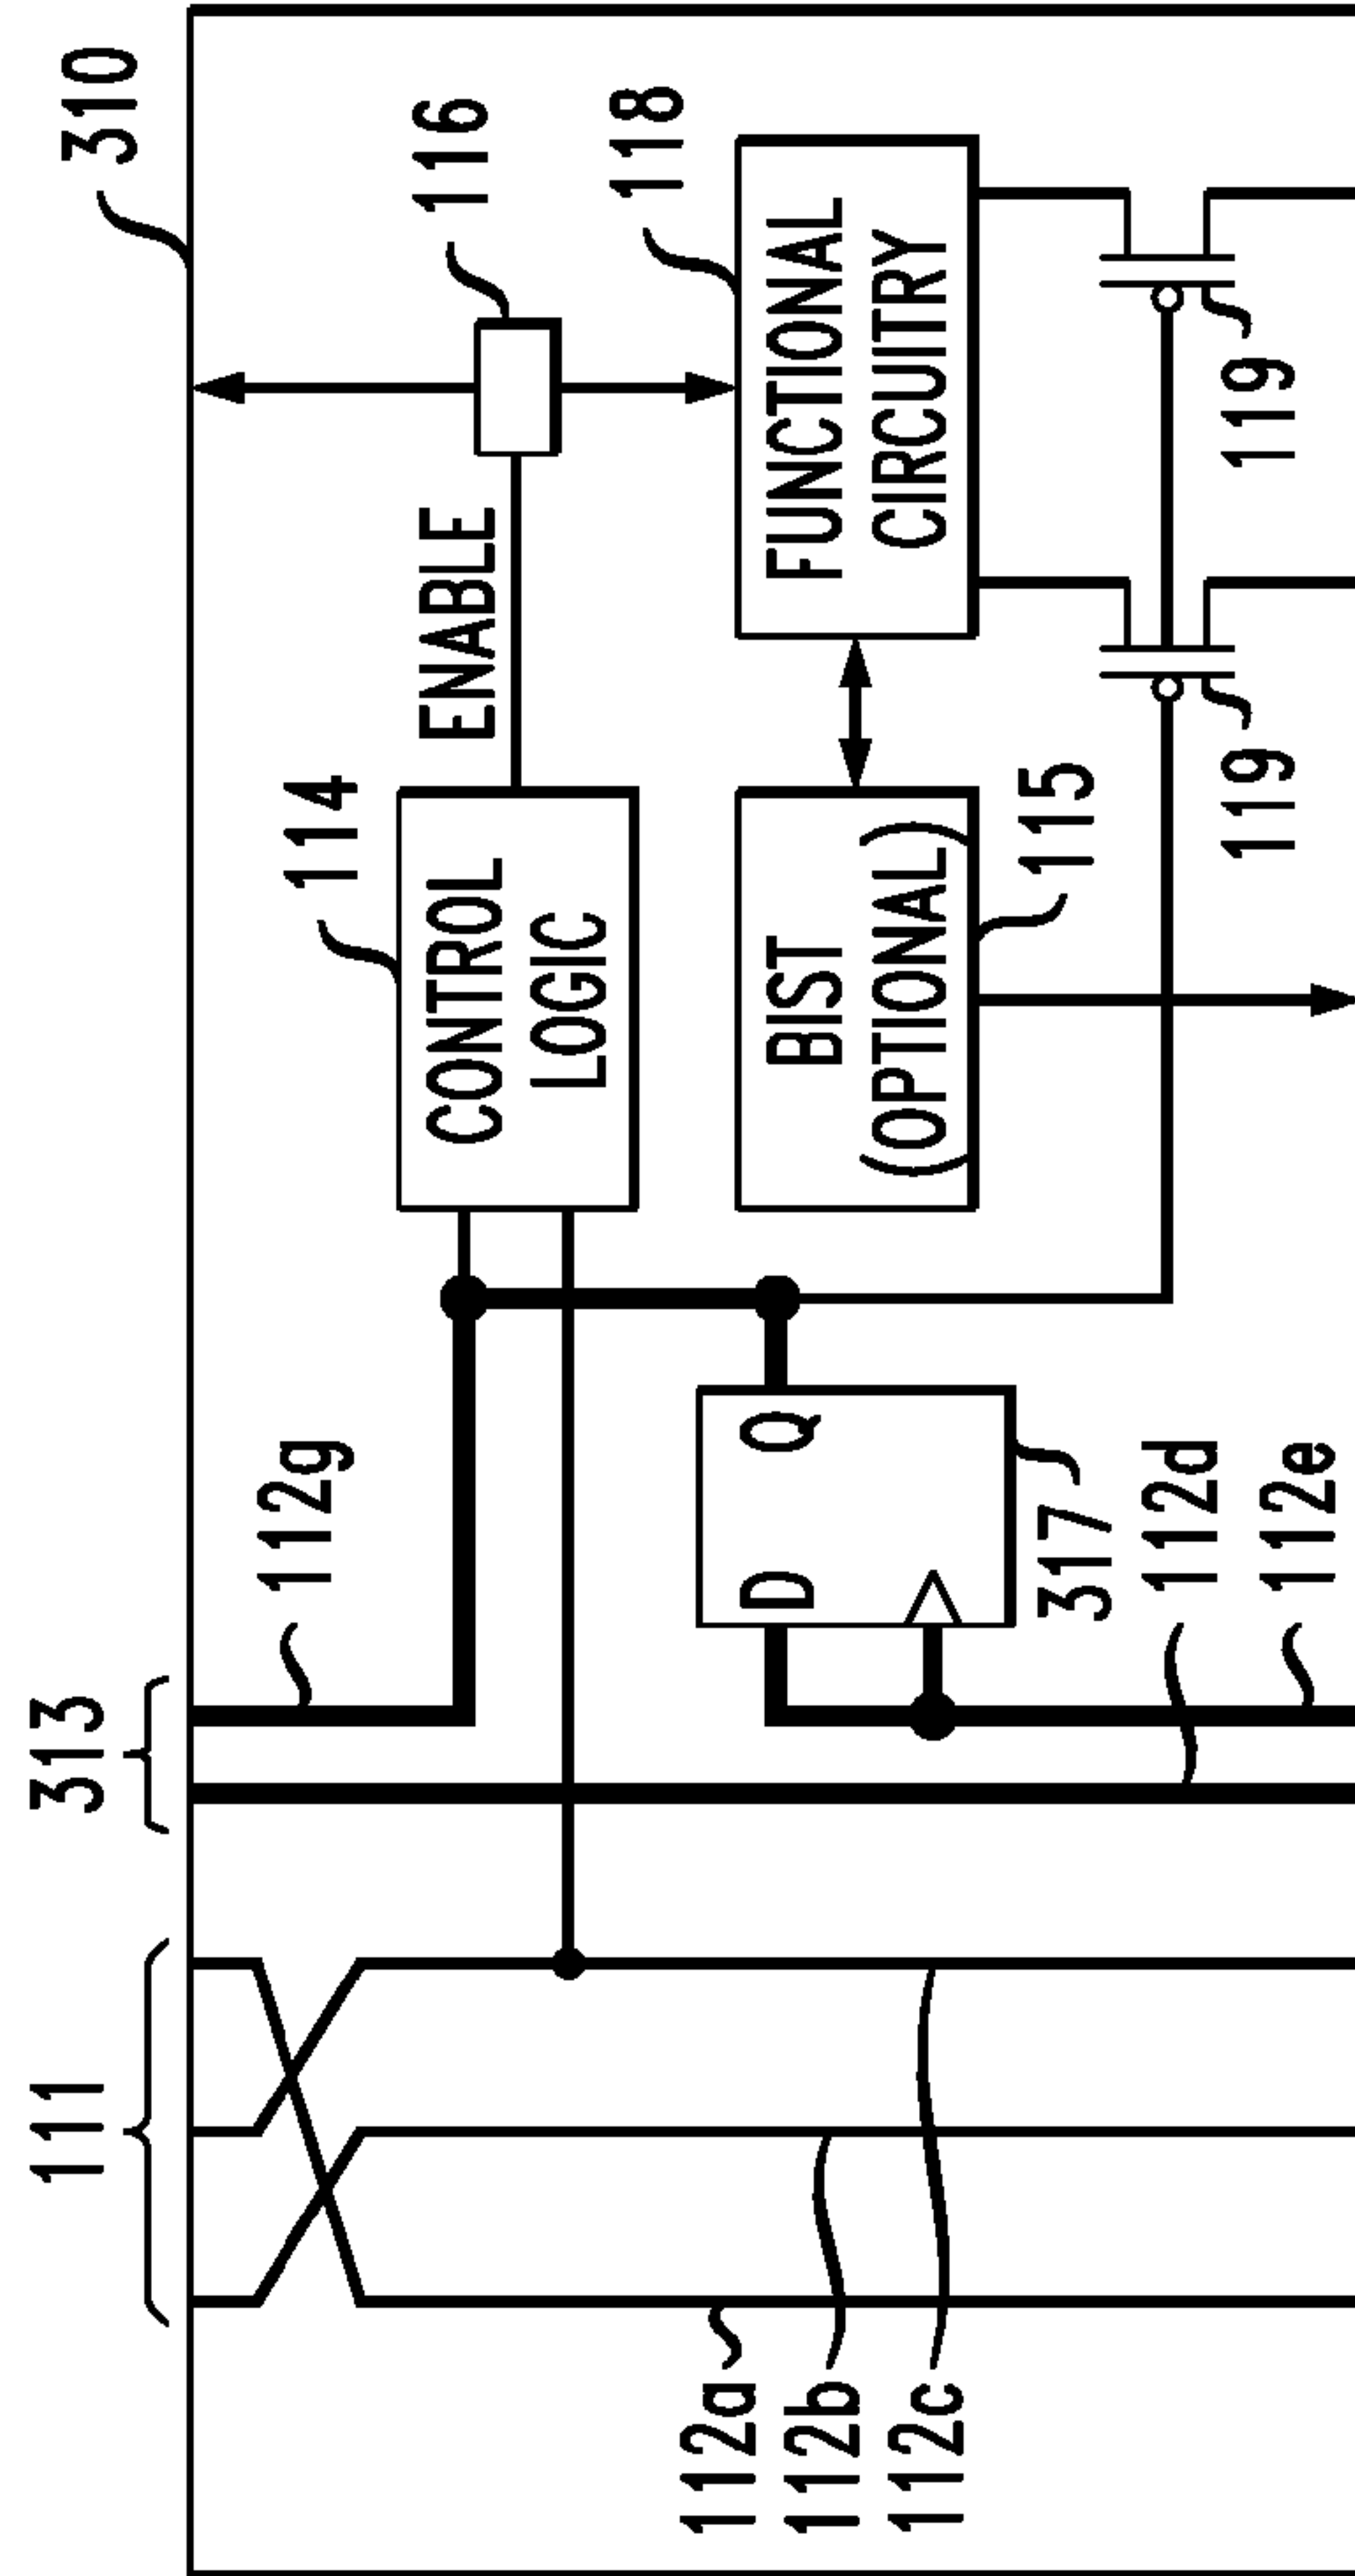 111
313
310
112g
114
116
ENABLE
CONTROL
LOGIC
118
112a
112b
112c
D
Q
BIST
(OPTIONAL)
FUNCTIONAL
CIRCUITRY
317
115
112d
112e
119
119